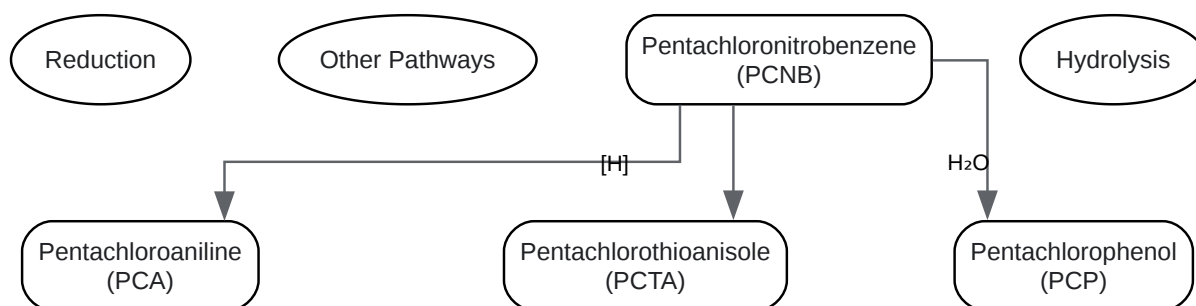 Reduction
Other Pathways
Pentachloronitrobenzene
(PCNB)
Hydrolysis
[H]
H₂O
Pentachloroaniline
(PCA)
Pentachlorothioanisole
(PCTA)
Pentachlorophenol
(PCP)